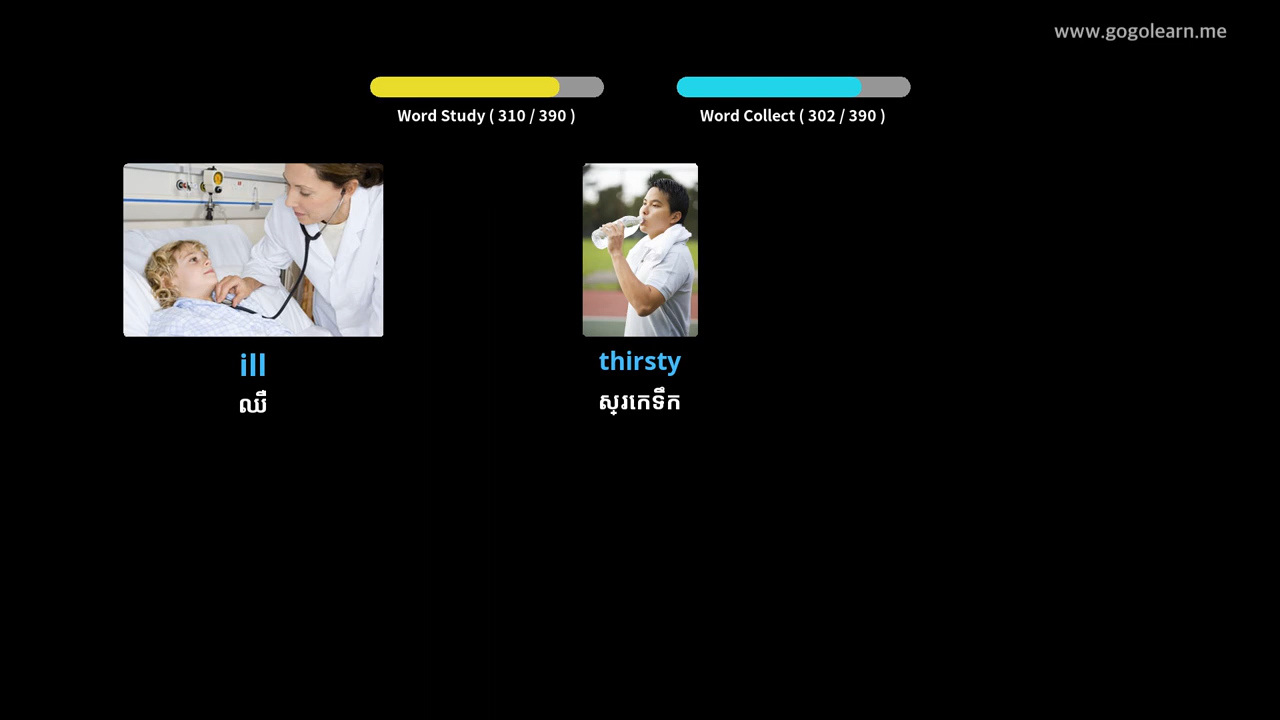 www.gogolearn.me
Word Study ( 310 / 390 )
Word Collect ( 302 / 390 )
ill
ឈឺ
thirsty
ស្រេកទឹក